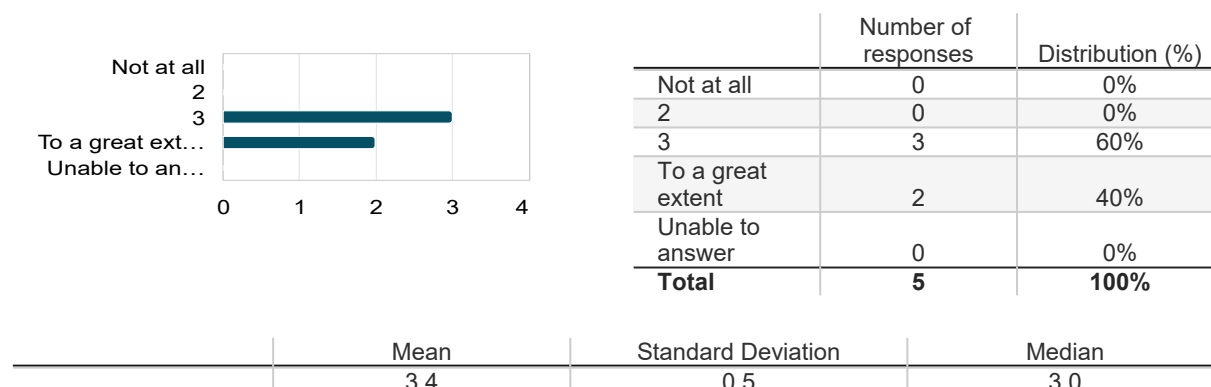 Not at all
2
3
To a great ext…
Unable to an…
0 1 2 3 4
Number of
responses Distribution (%)
Not at all 0 0%
2 0 0%
3 3 60%
To a great
extent 2 40%
Unable to
answer 0 0%
Total 5 100%
Mean Standard Deviation Median
3.4 0.5 3.0